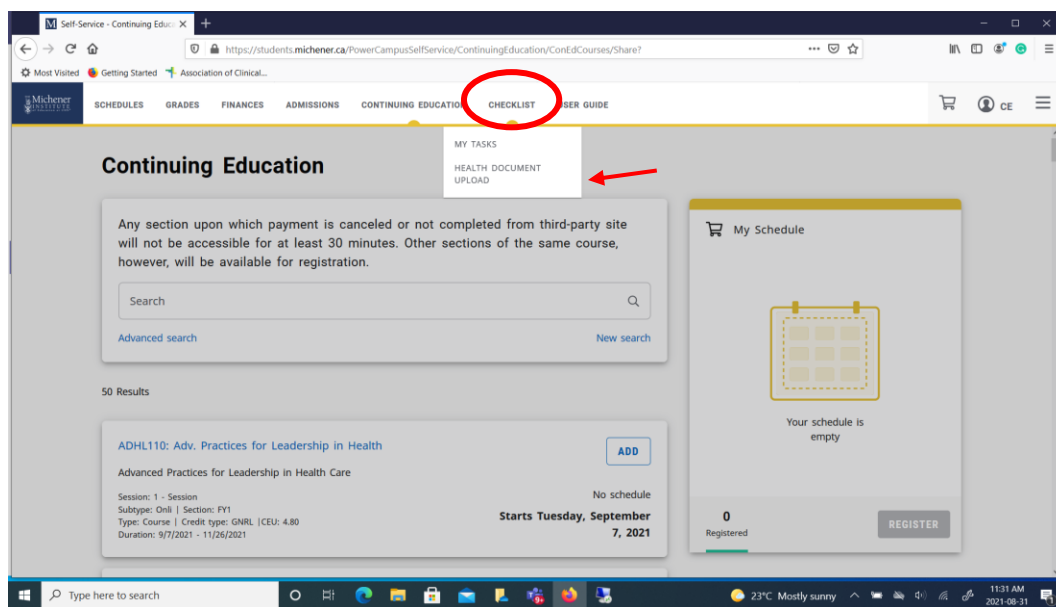 Self-Service - Continuing Educ
https://students.michener.ca/PowerCampusSelfService/ContinuingEducation/ConEdCourses/Share?
Most Visited Getting Started Association of Clinical...
Michener
INSTITUTE
SCHEDULES GRADES FINANCES ADMISSIONS CONTINUING EDUCATION CHECKLIST USER GUIDE CE
MY TASKS
HEALTH DOCUMENT
UPLOAD
Continuing Education
Any section upon which payment is canceled or not completed from third-party site
will not be accessible for at least 30 minutes. Other sections of the same course,
however, will be available for registration.
Search
Advanced search New search
My Schedule
Your schedule is
empty
0
Registered
REGISTER
50 Results
ADHL110: Adv. Practices for Leadership in Health
ADD
Advanced Practices for Leadership in Health Care
Session: 1 - Session
Subtype: Onli | Section: FY1
Type: Course | Credit type: GNRL |CEU: 4.80
Duration: 9/7/2021 - 11/26/2021
No schedule
Starts Tuesday, September
7, 2021
Type here to search
23°C Mostly sunny
11:31 AM
2021-08-31